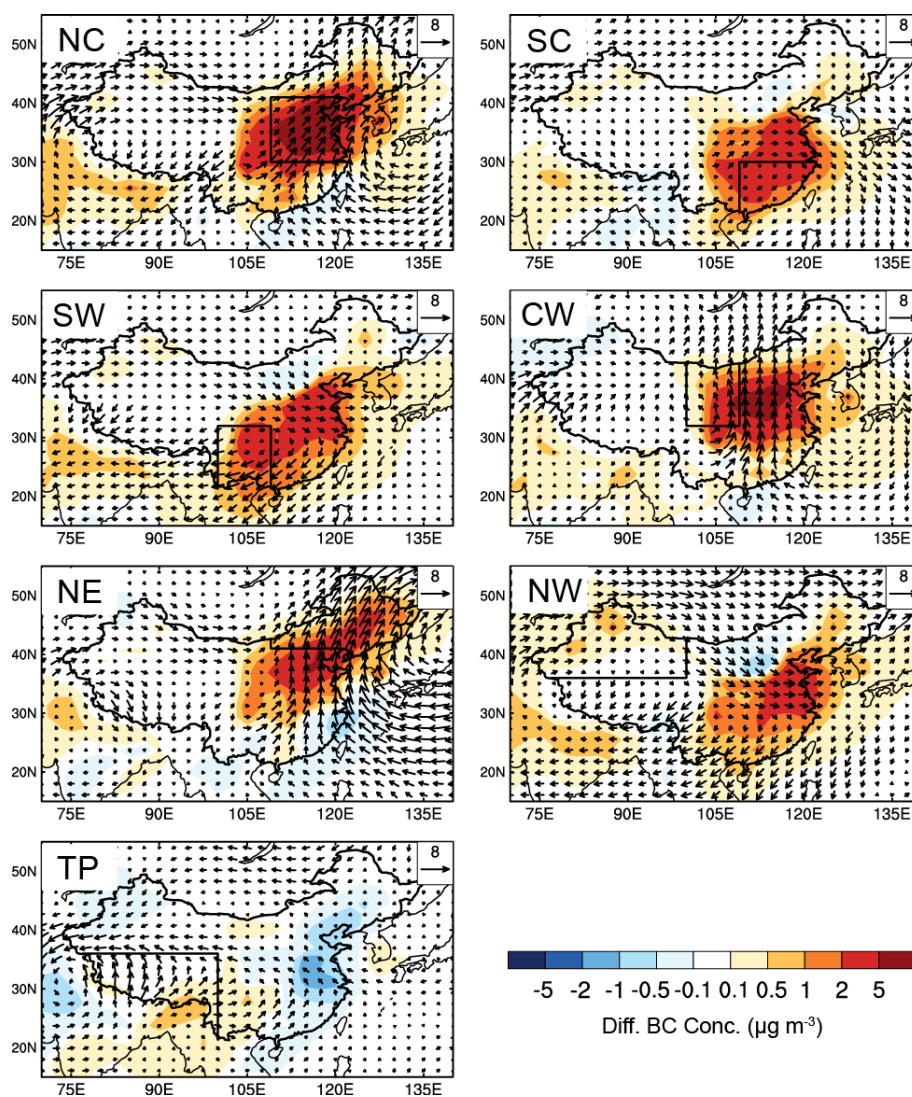 NC 8
50N
40N
30N
20N
75E 90E 105E 120E 135E
SC 8
50N
40N
30N
20N
75E 90E 105E 120E 135E
SW 8
50N
40N
30N
20N
75E 90E 105E 120E 135E
CW 8
50N
40N
30N
20N
75E 90E 105E 120E 135E
NE 8
50N
40N
30N
20N
75E 90E 105E 120E 135E
NW 8
50N
40N
30N
20N
75E 90E 105E 120E 135E
TP 8
50N
40N
30N
20N
75E 90E 105E 120E 135E
-5 -2 -1 -0.5 -0.1 0.1 0.5 1 2 5
Diff. BC Conc. (µg m⁻³)